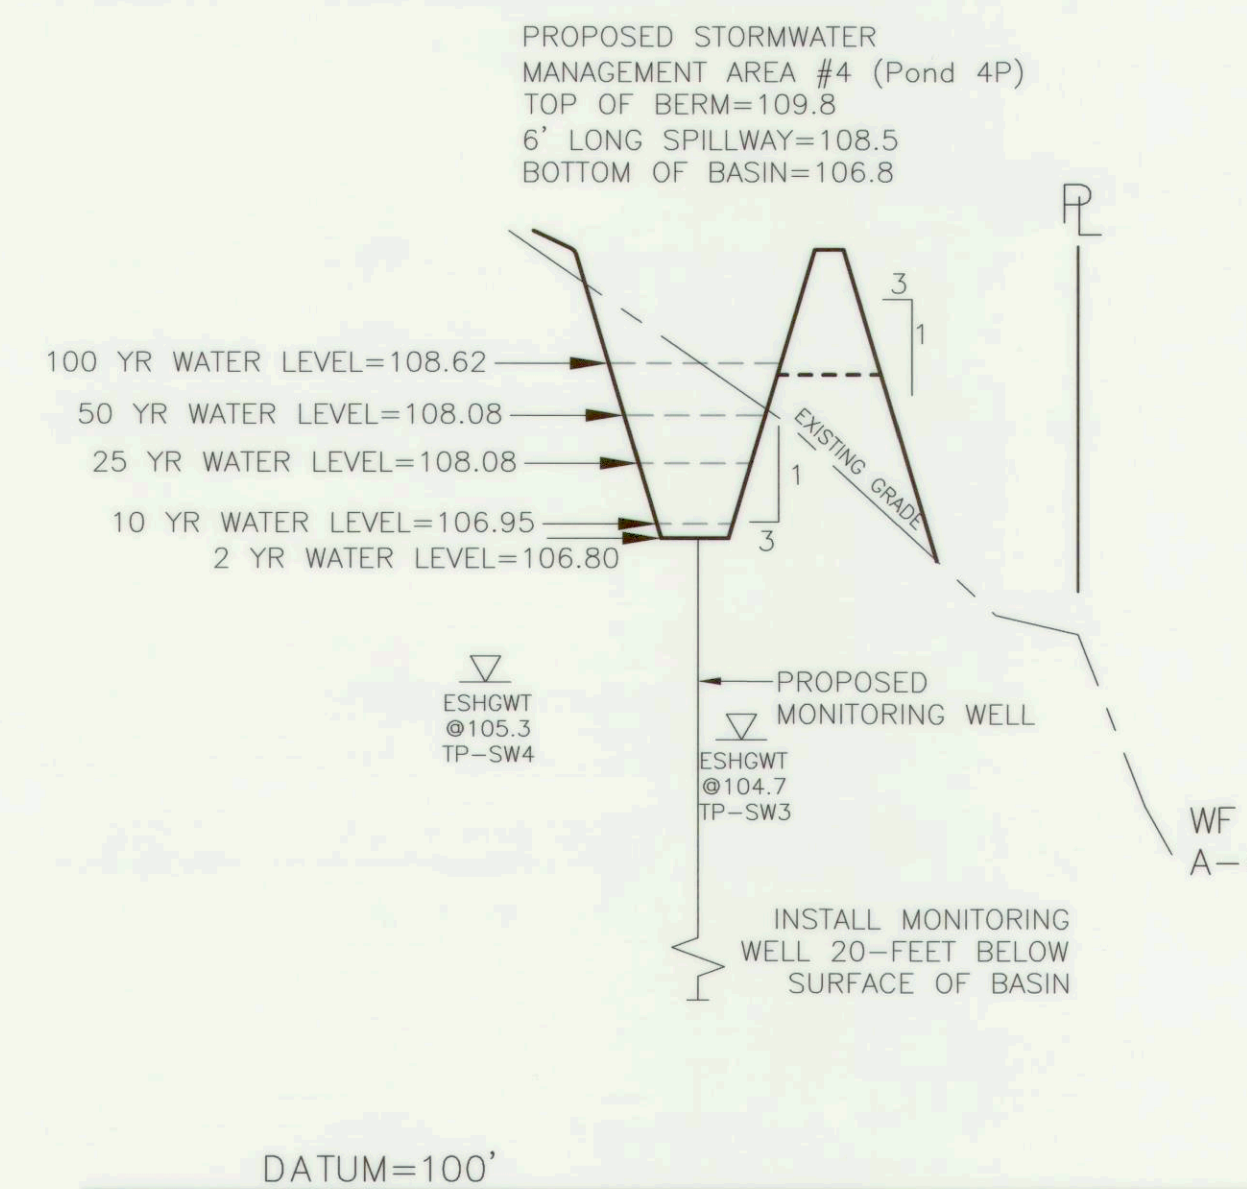 PROPOSED STORMWATER
MANAGEMENT AREA #4 (Pond 4P)
TOP OF BERM=109.8
6' LONG SPILLWAY=108.5
BOTTOM OF BASIN=106.8
PL
3
1
100 YR WATER LEVEL=108.62
50 YR WATER LEVEL=108.08
25 YR WATER LEVEL=108.08
10 YR WATER LEVEL=106.95
2 YR WATER LEVEL=106.80
EXISTING GRADE
1
3
ESHGWT
@105.3
TP-SW4
PROPOSED
MONITORING WELL
ESHGWT
@104.7
TP-SW3
WF
A-
INSTALL MONITORING
WELL 20-FEET BELOW
SURFACE OF BASIN
DATUM=100'